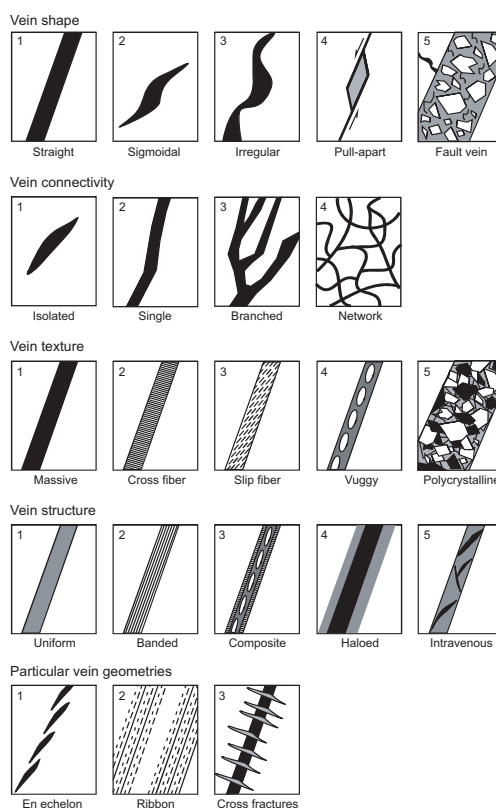 Vein shape
1 2 3 4 5
Straight Sigmoidal Irregular Pull-apart Fault vein
Vein connectivity
1 2 3 4
Isolated Single Branched Network
Vein texture
1 2 3 4 5
Massive Cross fiber Slip fiber Vuggy Polycrystalline
Vein structure
1 2 3 4 5
Uniform Banded Composite Haloed Intravenous
Particular vein geometries
1 2 3
En echelon Ribbon Cross fractures